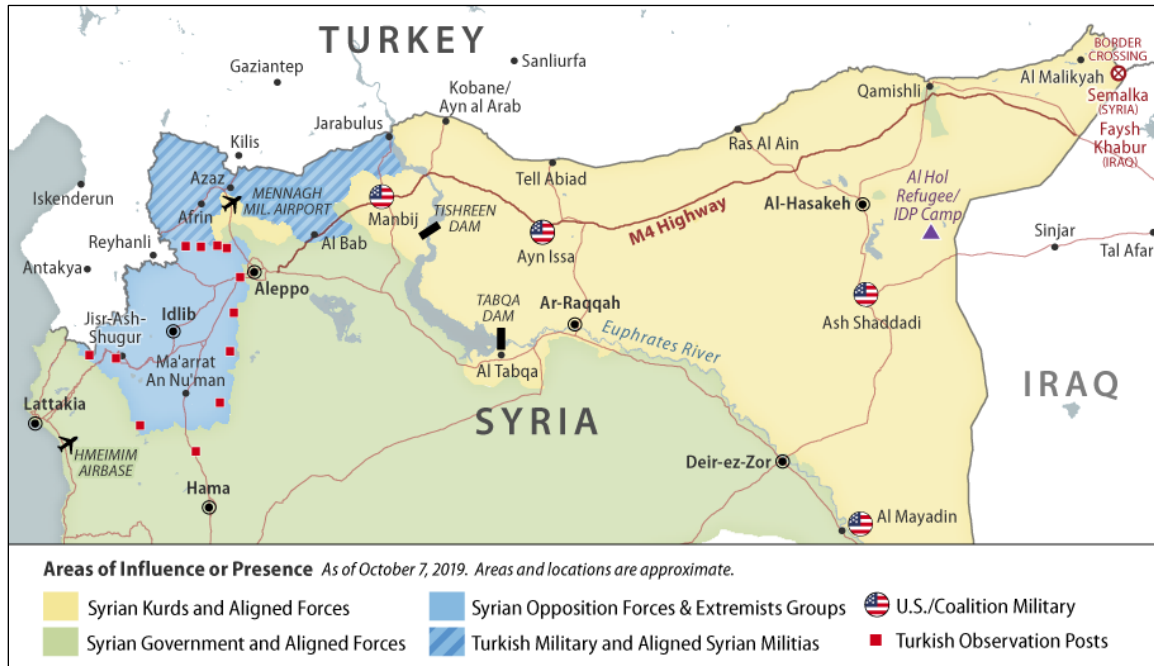 TURKEY
Gaziantep
Sanliurfa
Kobane/
Ayn al Arab
Jarabulus
Kilis
Azaz
MENNAGH
MIL. AIRPORT
Afrin
Iskenderun
Reyhanli
Antakya
Manbij
TISHREEN
DAM
Al Bab
Aleppo
Tell Abiad
Ayn Issa
M4 Highway
Ras Al Ain
Qamishli
BORDER
CROSSING
Al Malikyah
Semalka
(SYRIA)
Faysh
Khabur
(IRAQ)
Al Hol
Refugee/
IDP Camp
Al-Hasakeh
Sinjar
Tal Afar
Idlib
Jisr-Ash-
Shugur
Ma'arrat
An Nu'man
TABQA
DAM
Ar-Raqqah
Euphrates River
Ash Shaddadi
Al Tabqa
IRAQ
Lattakia
HMEIMIM
AIRBASE
SYRIA
Deir-ez-Zor
Hama
Al Mayadin
Areas of Influence or Presence As of October 7, 2019. Areas and locations are approximate.
Syrian Kurds and Aligned Forces
Syrian Opposition Forces & Extremists Groups
U.S./Coalition Military
Syrian Government and Aligned Forces
Turkish Military and Aligned Syrian Militias
Turkish Observation Posts